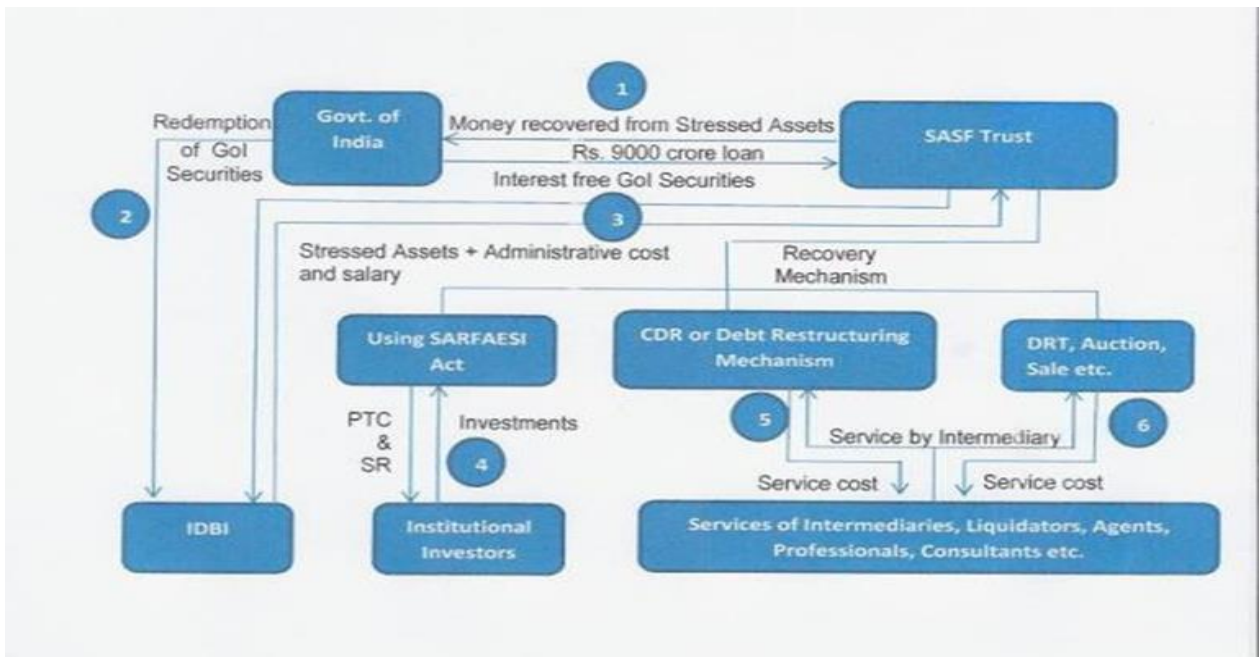 1
Govt. of
India
Redemption
of GoI
Securities
Money recovered from Stressed Assets
Rs. 9000 crore loan
Interest free GoI Securities
SASF Trust
2
3
Stressed Assets + Administrative cost
and salary
Recovery
Mechanism
Using SARFAESI
Act
CDR or Debt Restructuring
Mechanism
DRT, Auction,
Sale etc.
PTC
&
SR
Investments
4
5
Service by Intermediary
6
Service cost
Service cost
IDBI
Institutional
Investors
Services of Intermediaries, Liquidators, Agents,
Professionals, Consultants etc.